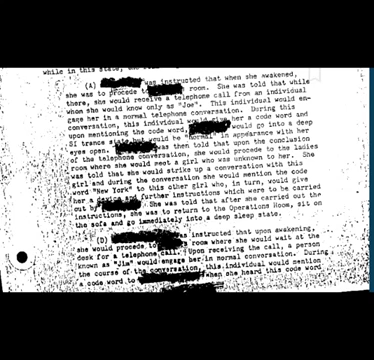 while in this state,
(A) was instructed that when she awakened,
she was to procede to room. She was told that while
there, she would receive a telephone call from an individual
whom she would know only as "Joe". This individual would en-
gage her in a normal telephone conversation. During this
conversation, this individual would give her a code word and
upon mentioning the code word, would go into a deep
SI trance but would be "normal" in appearance with her
eyes open. was then told that upon the conclusion
of the telephone conversation, she would procede to the ladies
room where she would meet a girl who was unknown to her. She
was told that she would strike up a conversation with this
girl and during the conversation she would mention the code
word "New York" to this other girl who, in turn, would give
her a further instructions which were to be carried
out by She was told that after she carried out the
instructions, she was to return to the Operations Room, sit on
the sofa and go immediately into a deep sleep state.
(D) was instructed that upon awakening,
she would procede to room where she would wait at the
desk for a telephone call. Upon receiving the call, a person
known as "Jim" would engage her in normal conversation. During
the course of the conversation, this individual would mention
a code word to when she heard this code word